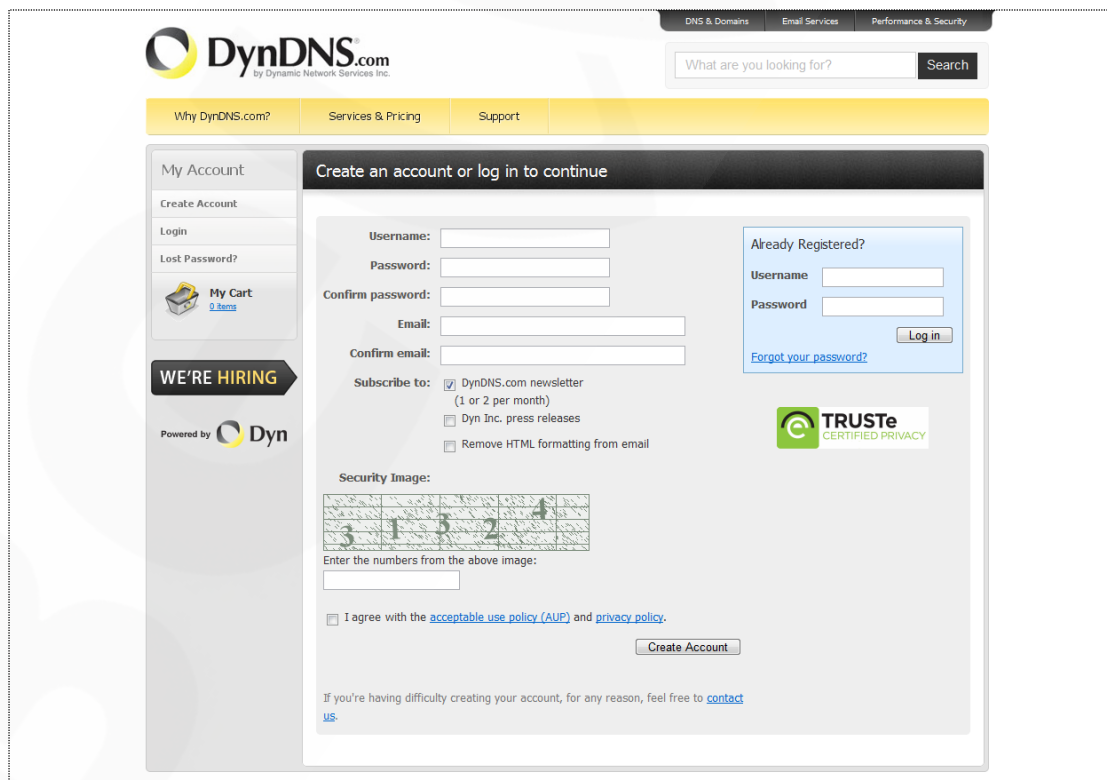 DNS & Domains
Email Services
Performance & Security
DynDNS.com
by Dynamic Network Services Inc.
What are you looking for?
Search
Why DynDNS.com?
Services & Pricing
Support
My Account
Create Account
Login
Lost Password?
My Cart
0 items
WE'RE HIRING
Powered by Dyn
Create an account or log in to continue
Username:
Password:
Confirm password:
Email:
Confirm email:
Subscribe to:
DynDNS.com newsletter
(1 or 2 per month)
Dyn Inc. press releases
Remove HTML formatting from email
Security Image:
3 1 3 2 4
Enter the numbers from the above image:
I agree with the acceptable use policy (AUP) and privacy policy.
Create Account
If you're having difficulty creating your account, for any reason, feel free to contact
us.
Already Registered?
Username
Password
Log in
Forgot your password?
TRUSTe
CERTIFIED PRIVACY